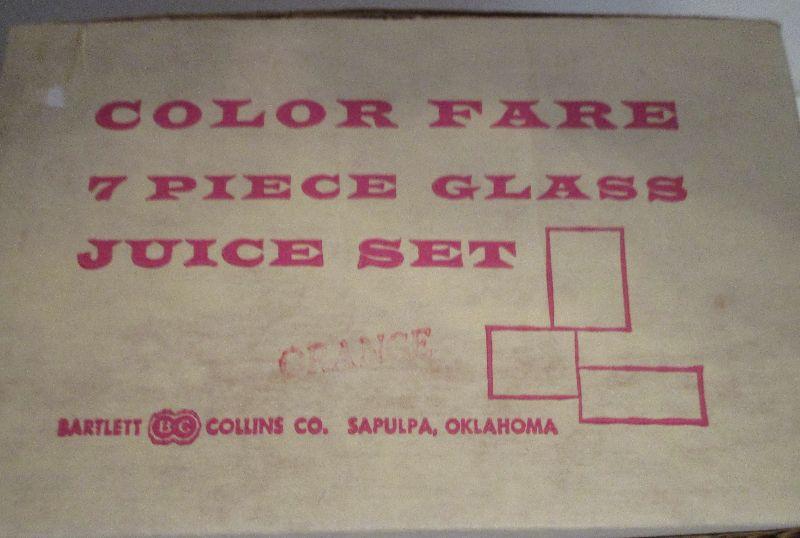 COLOR FARE
7 PIECE GLASS
JUICE SET
ORANGE
BARTLETT BC COLLINS CO. SAPULPA, OKLAHOMA